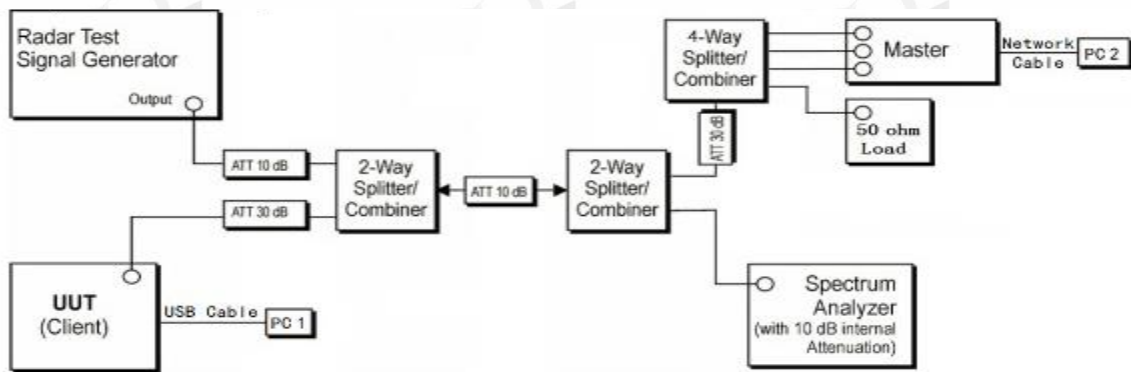 Radar Test
Signal Generator
Output
ATT 10 dB
ATT 30 dB
2-Way
Splitter/
Combiner
ATT 10 dB
2-Way
Splitter/
Combiner
ATT 30 dB
4-Way
Splitter/
Combiner
Master
Network
Cable
PC 2
50 ohm
Load
UUT
(Client)
USB Cable
PC 1
Spectrum
Analyzer
(with 10 dB internal
Attenuation)